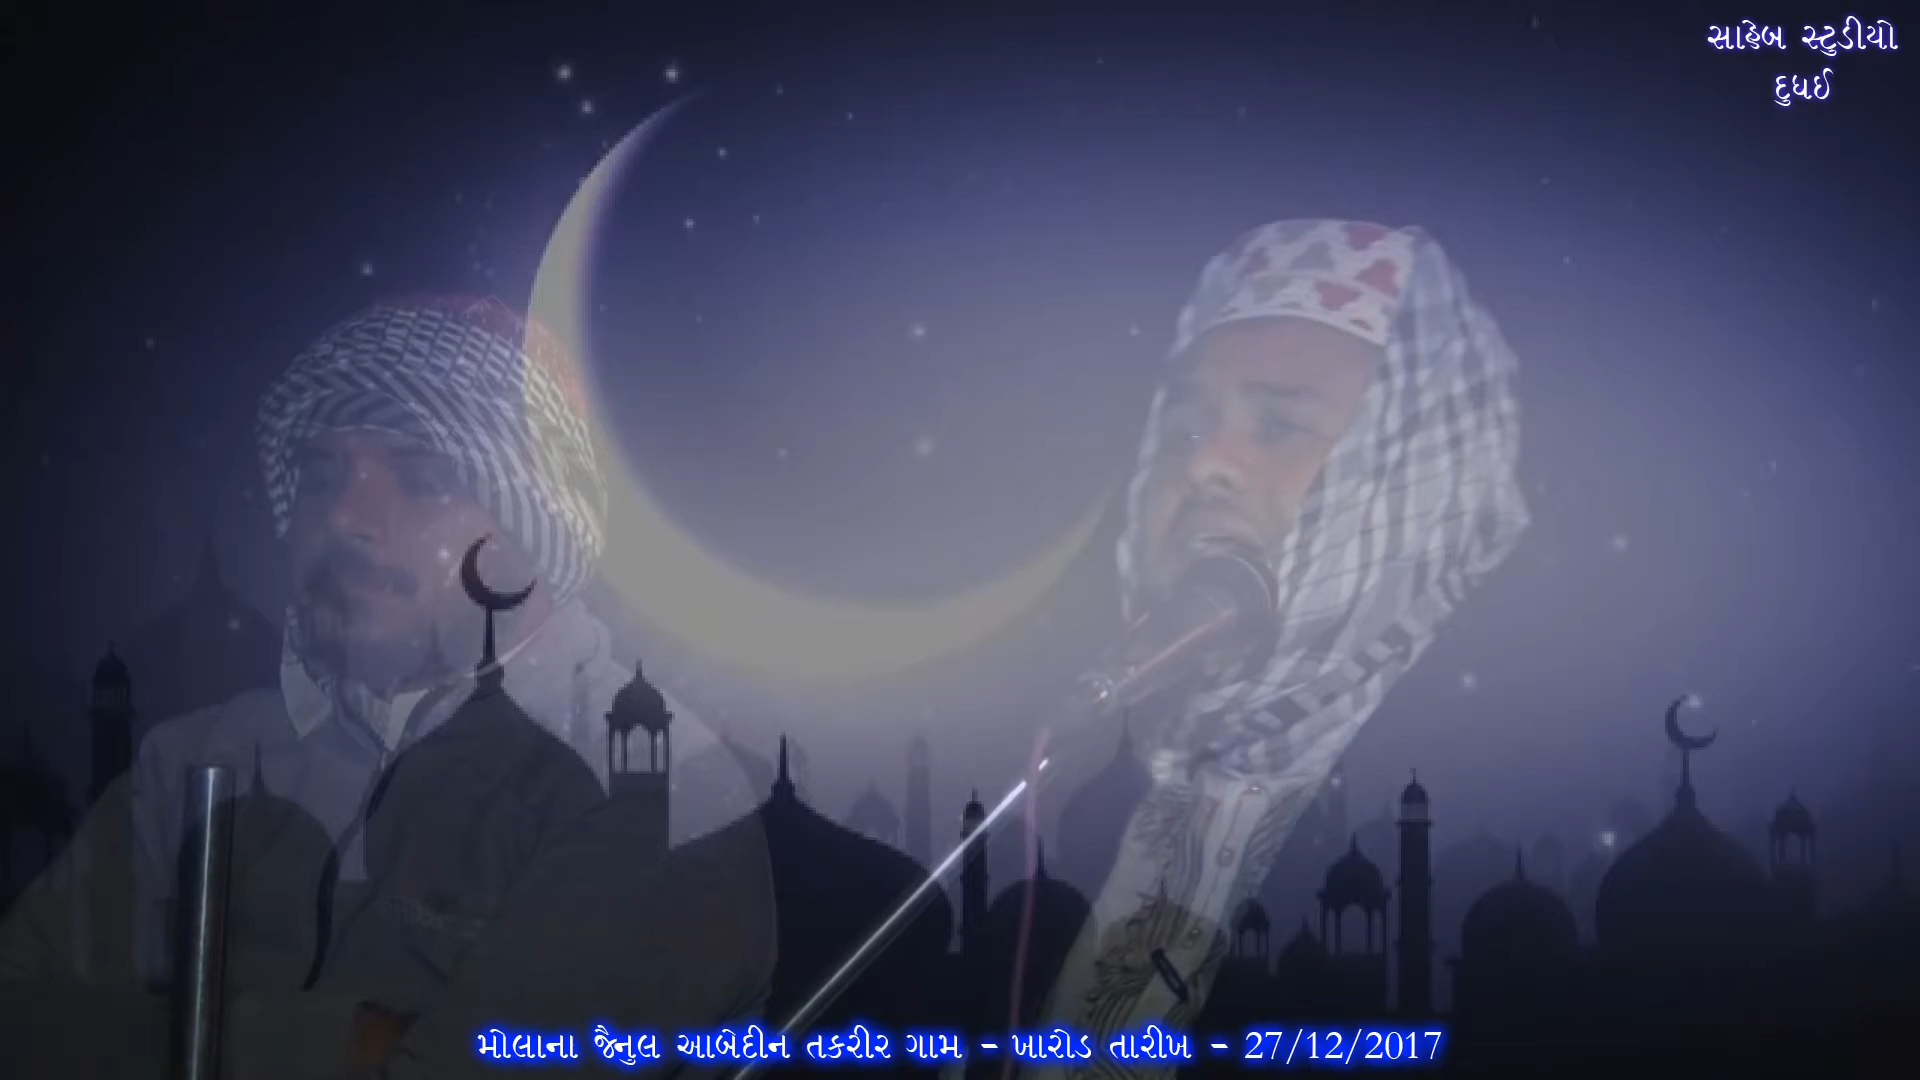 સાહેબ સ્ટુડીયો
દુધઈ
મોલાના જૈનુલ આબેદીન તકરીર ગામ - ખારોડ તારીખ - 27/12/2017